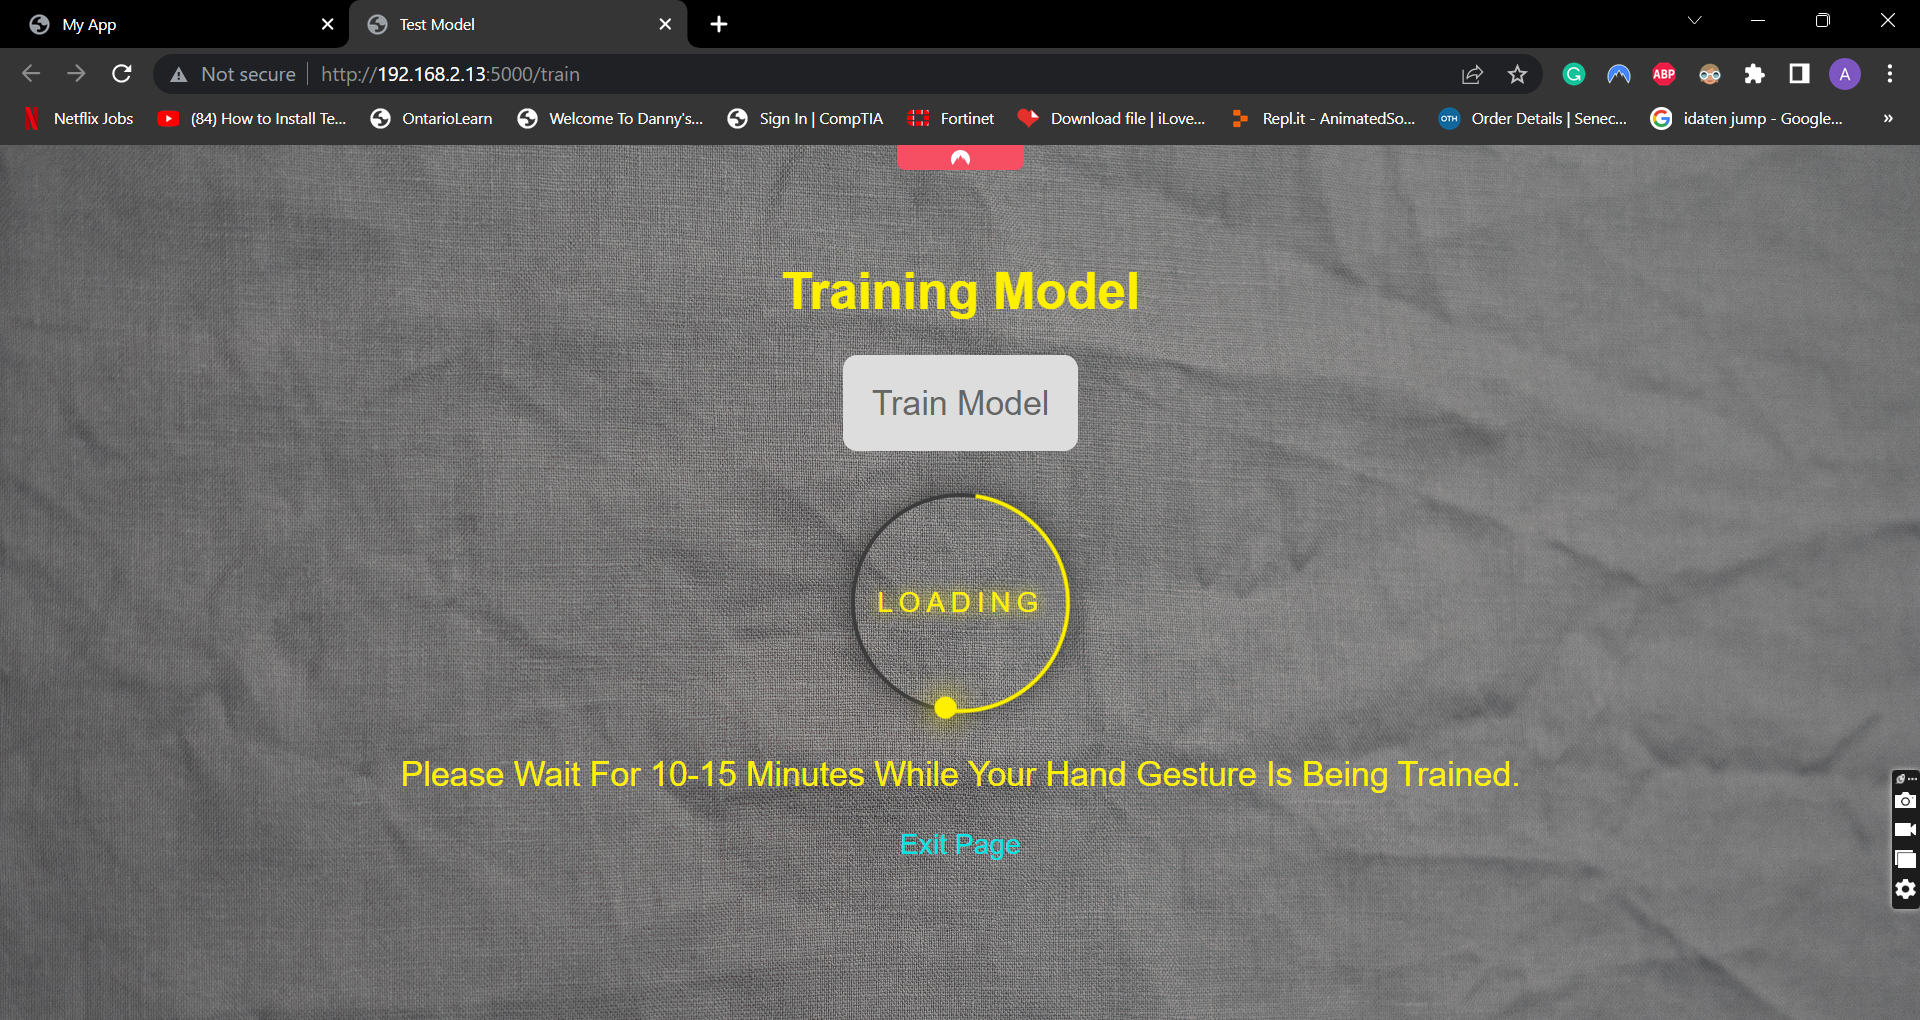 My App
Test Model
Not secure
http://192.168.2.13:5000/train
ABP
A
Netflix Jobs
(84) How to Install Te...
OntarioLearn
Welcome To Danny's...
Sign In | CompTIA
Fortinet
Download file | iLove...
Repl.it - AnimatedSo...
OTH
Order Details | Senec...
idaten jump - Google...
»
Training Model
Train Model
LOADING
Please Wait For 10-15 Minutes While Your Hand Gesture Is Being Trained.
Exit Page